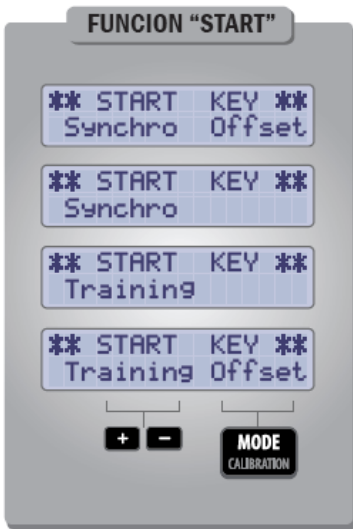 FUNCION “START”
** START KEY **
Synchro Offset
** START KEY **
Synchro
** START KEY **
Training
** START KEY **
Training Offset
+ - MODE
CALIBRATION